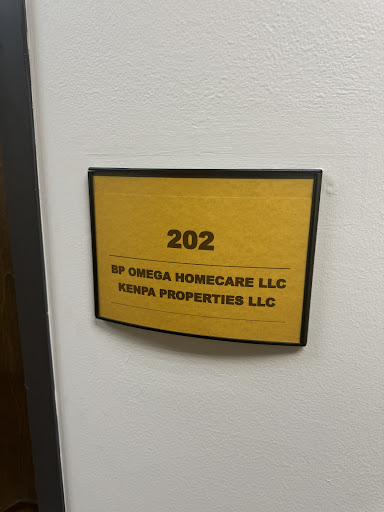 202
BP OMEGA HOMECARE LLC
KENPA PROPERTIES LLC